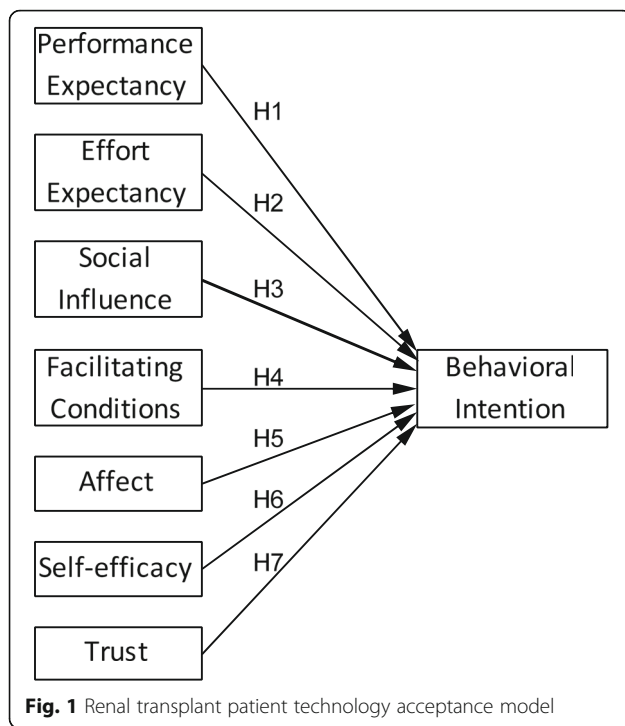 Performance
Expectancy
H1
Effort
Expectancy
H2
Social
Influence
H3
Facilitating
Conditions
H4
Behavioral
Intention
Affect
H5
Self-efficacy
H6
Trust
H7
Fig. 1 Renal transplant patient technology acceptance model